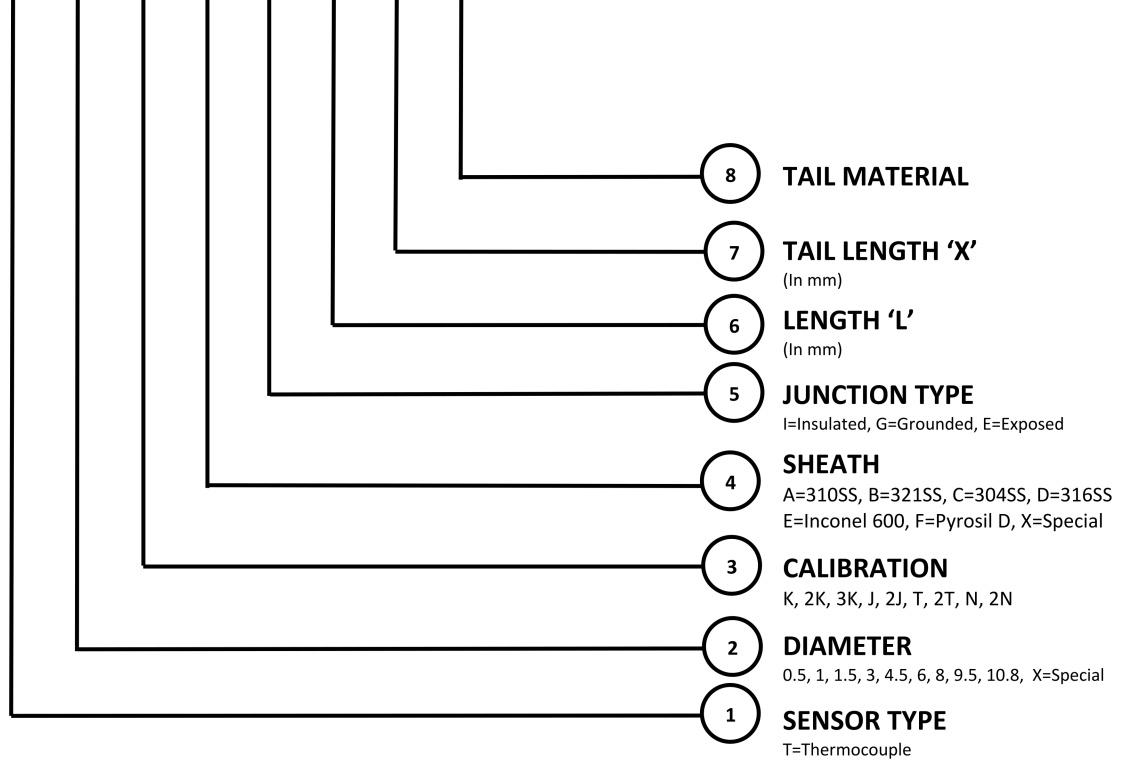 8 TAIL MATERIAL
7 TAIL LENGTH ‘X’
(In mm)
6 LENGTH ‘L’
(In mm)
5 JUNCTION TYPE
I=Insulated, G=Grounded, E=Exposed
4 SHEATH
A=310SS, B=321SS, C=304SS, D=316SS
E=Inconel 600, F=Pyrosil D, X=Special
3 CALIBRATION
K, 2K, 3K, J, 2J, T, 2T, N, 2N
2 DIAMETER
0.5, 1, 1.5, 3, 4.5, 6, 8, 9.5, 10.8, X=Special
1 SENSOR TYPE
T=Thermocouple